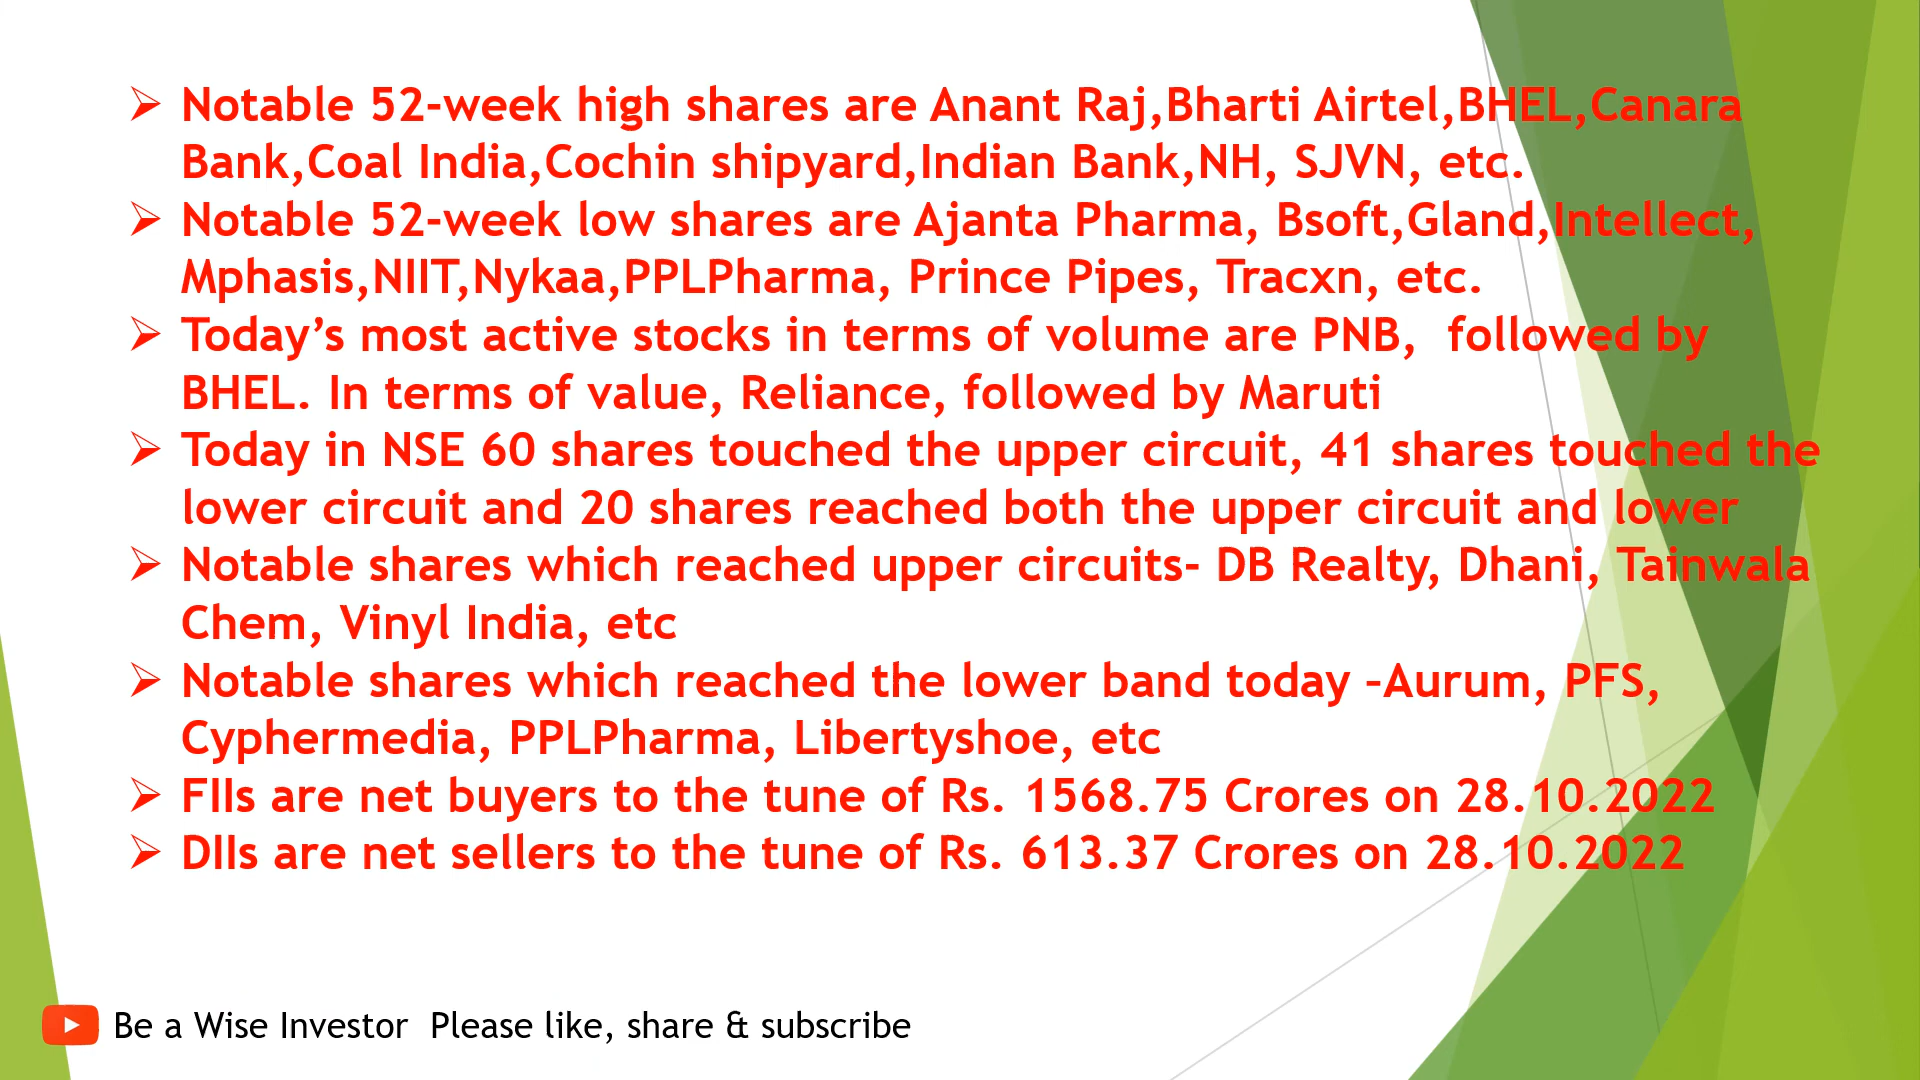 ➢ Notable 52-week high shares are Anant Raj,Bharti Airtel,BHEL,Canara
Bank,Coal India,Cochin shipyard,Indian Bank,NH, SJVN, etc.
➢ Notable 52-week low shares are Ajanta Pharma, Bsoft,Gland,Intellect,
Mphasis,NIIT,Nykaa,PPLPharma, Prince Pipes, Tracxn, etc.
➢ Today’s most active stocks in terms of volume are PNB,  followed by
BHEL. In terms of value, Reliance, followed by Maruti
➢ Today in NSE 60 shares touched the upper circuit, 41 shares touched the
lower circuit and 20 shares reached both the upper circuit and lower
➢ Notable shares which reached upper circuits- DB Realty, Dhani, Tainwala
Chem, Vinyl India, etc
➢ Notable shares which reached the lower band today –Aurum, PFS,
Cyphermedia, PPLPharma, Libertyshoe, etc
➢ FIIs are net buyers to the tune of Rs. 1568.75 Crores on 28.10.2022
➢ DIIs are net sellers to the tune of Rs. 613.37 Crores on 28.10.2022
Be a Wise Investor  Please like, share & subscribe